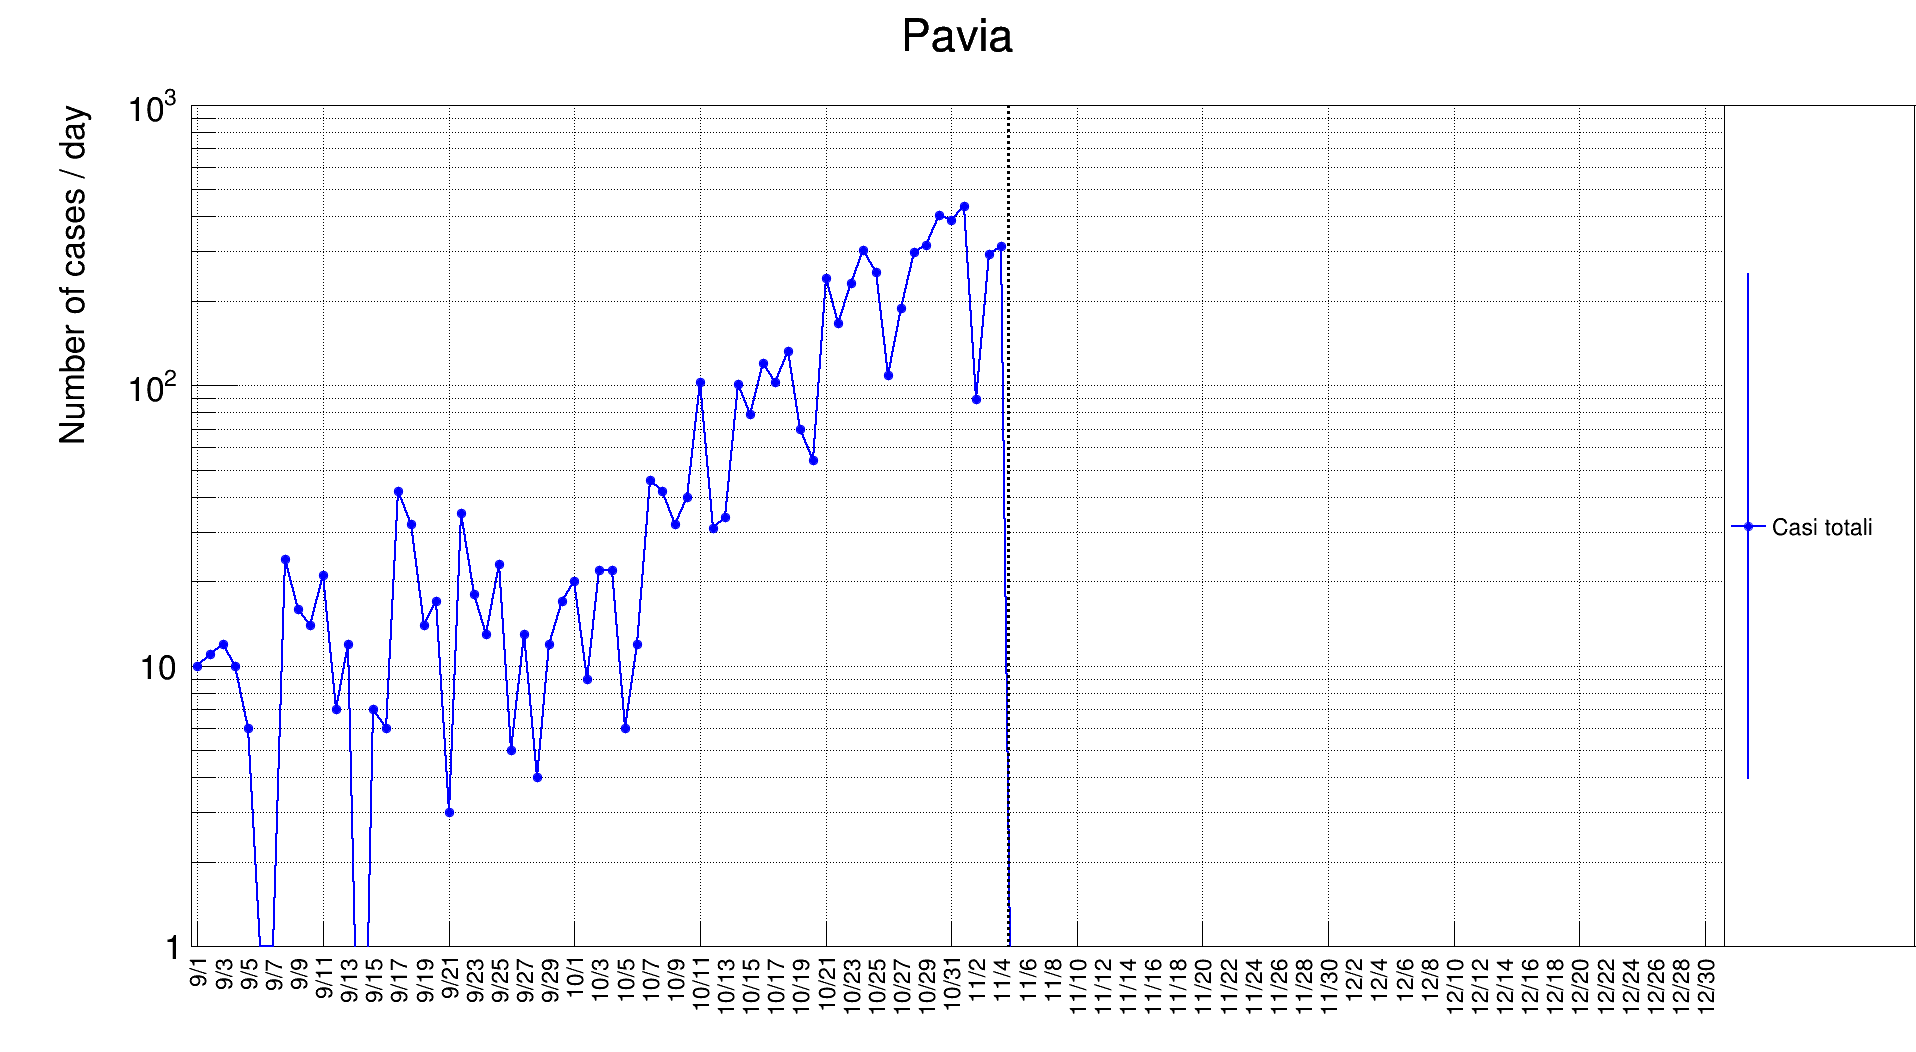 Pavia
Number of cases / day
10³
10²
10
1
9/1 9/3 9/5 9/7 9/9 9/11 9/13 9/15 9/17 9/19 9/21 9/23 9/25 9/27 9/29 10/1 10/3 10/5 10/7 10/9 10/11 10/13 10/15 10/17 10/19 10/21 10/23 10/25 10/27 10/29 10/31 11/2 11/4 11/6 11/8 11/10 11/12 11/14 11/16 11/18 11/20 11/22 11/24 11/26 11/28 11/30 12/2 12/4 12/6 12/8 12/10 12/12 12/14 12/16 12/18 12/20 12/22 12/24 12/26 12/28 12/30
Casi totali